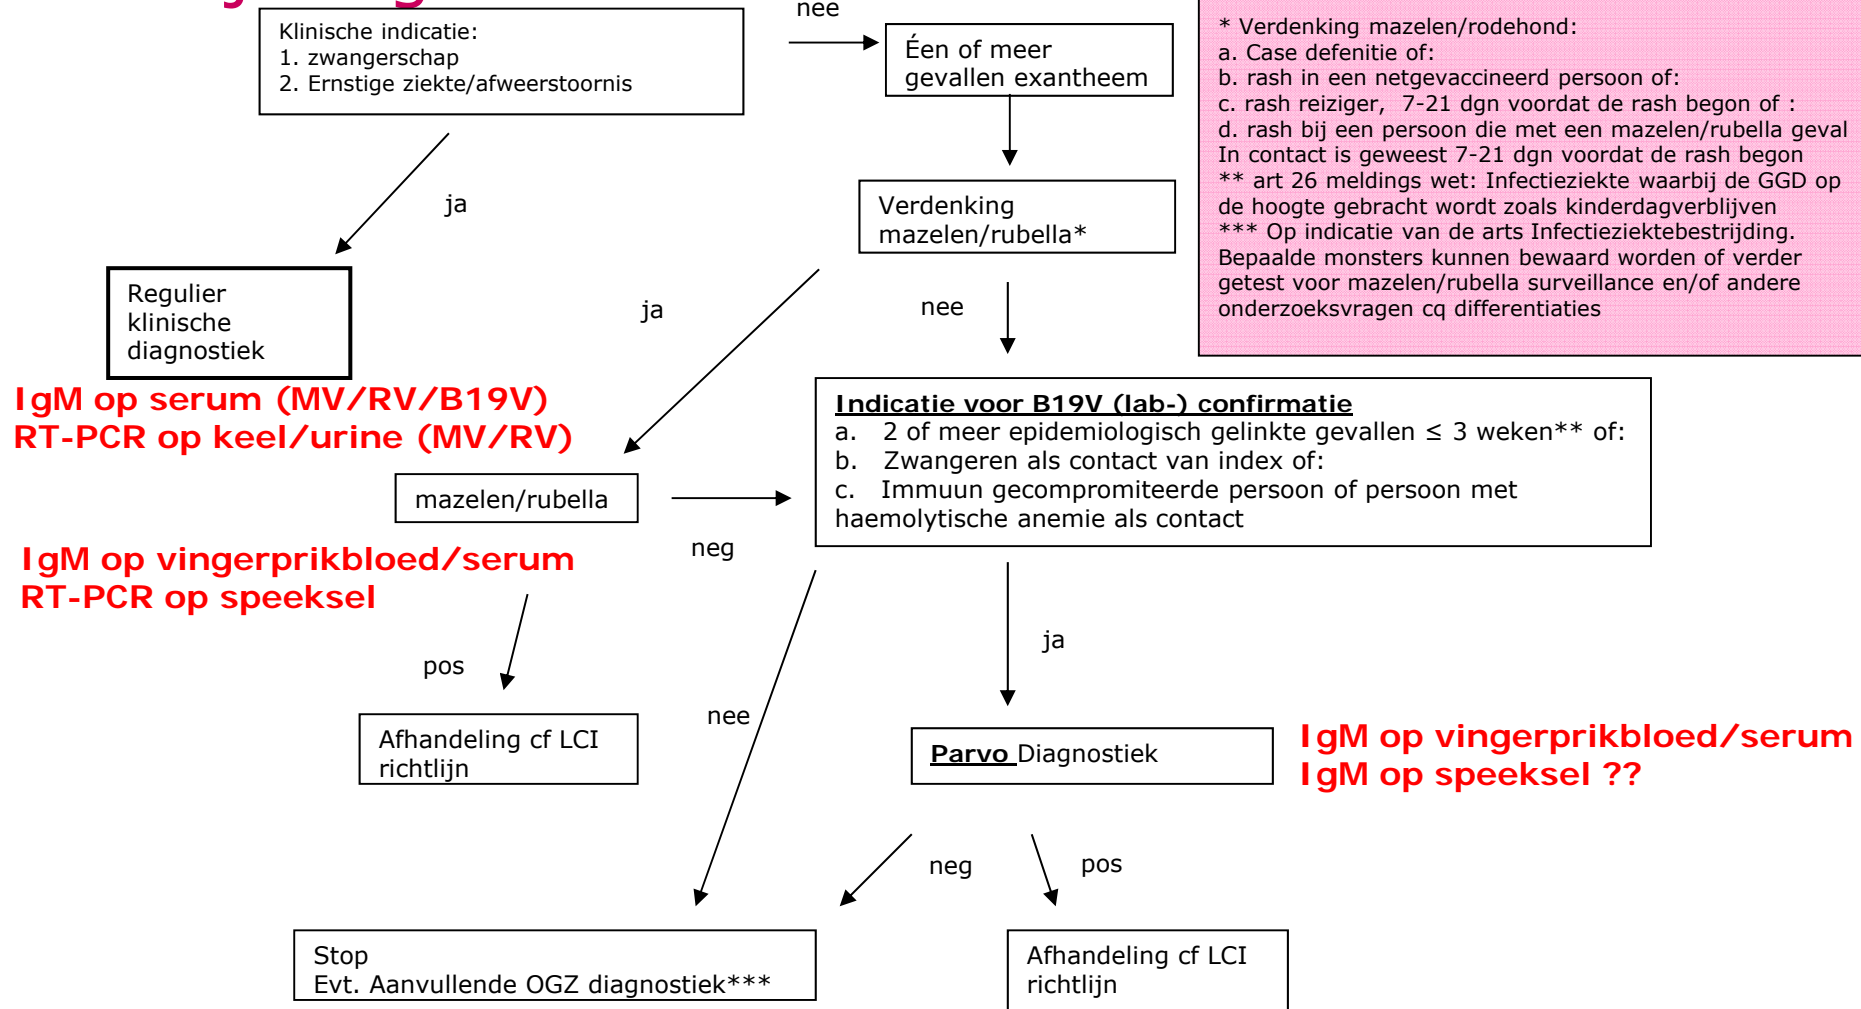 nee
Klinische indicatie:
1. zwangerschap
2. Ernstige ziekte/afweerstoornis
Éen of meer
gevallen exantheem
* Verdenking mazelen/rodehond:
a. Case defenitie of:
b. rash in een netgevaccineerd persoon of:
c. rash reiziger, 7-21 dgn voordat de rash begon of :
d. rash bij een persoon die met een mazelen/rubella geval
In contact is geweest 7-21 dgn voordat de rash begon
** art 26 meldings wet: Infectieziekte waarbij de GGD op
de hoogte gebracht wordt zoals kinderdagverblijven
*** Op indicatie van de arts Infectieziektebestrijding.
Bepaalde monsters kunnen bewaard worden of verder
getest voor mazelen/rubella surveillance en/of andere
onderzoeksvragen cq differentiaties
ja
Verdenking
mazelen/rubella*
Regulier
klinische
diagnostiek
ja
nee
IgM op serum (MV/RV/B19V)
RT-PCR op keel/urine (MV/RV)
Indicatie voor B19V (lab-) confirmatie
a. 2 of meer epidemiologisch gelinkte gevallen ≤ 3 weken** of:
b. Zwangeren als contact van index of:
c. Immuun gecompromiteerde persoon of persoon met
haemolytische anemie als contact
mazelen/rubella
neg
IgM op vingerprikbloed/serum
RT-PCR op speeksel
pos
ja
nee
Afhandeling cf LCI
richtlijn
Parvo Diagnostiek
IgM op vingerprikbloed/serum
IgM op speeksel ??
neg
pos
Stop
Evt. Aanvullende OGZ diagnostiek***
Afhandeling cf LCI
richtlijn